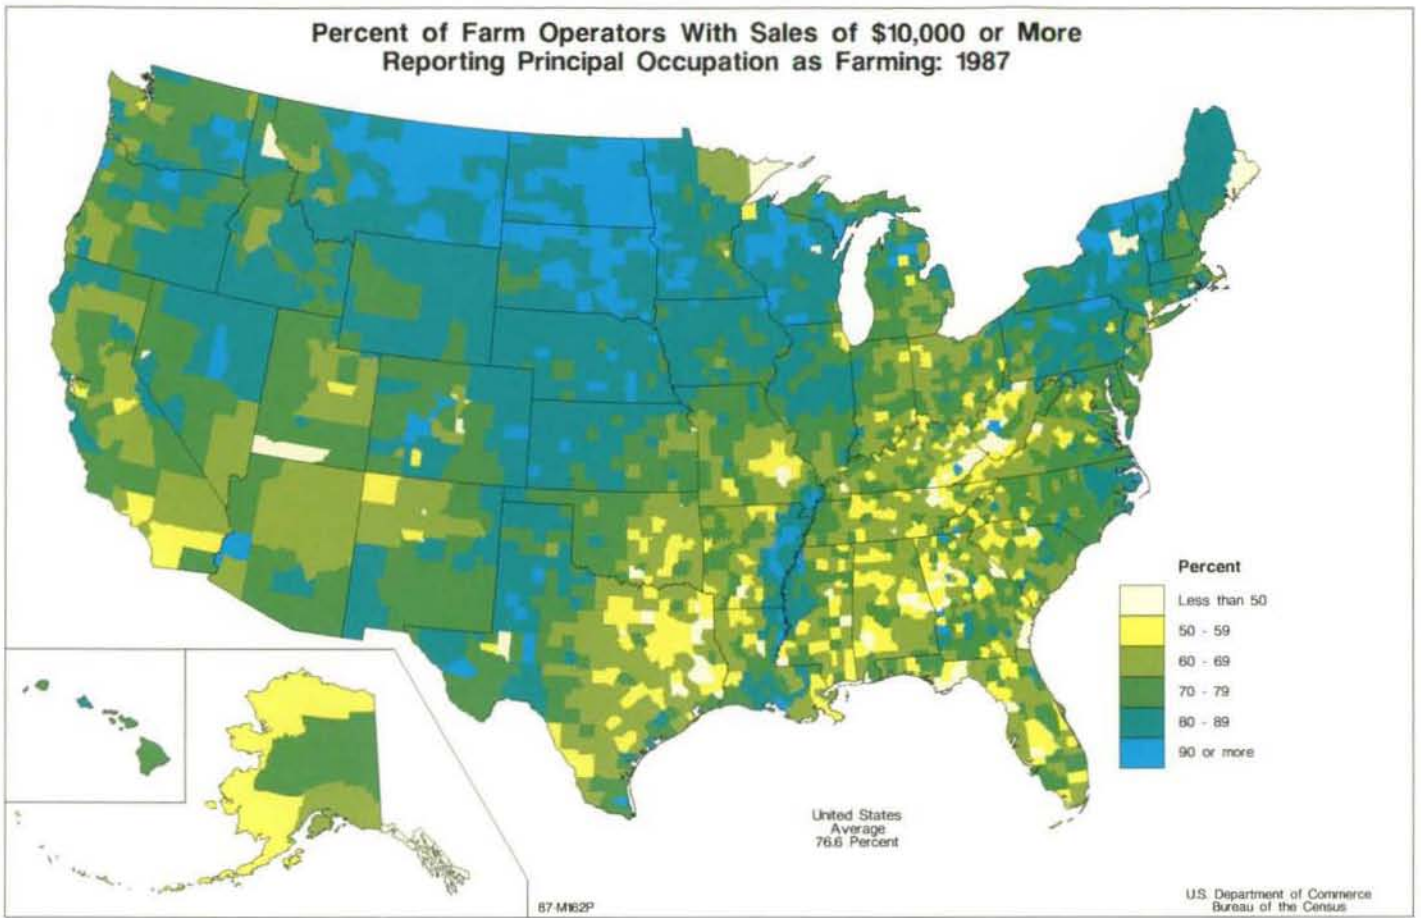 Percent of Farm Operators With Sales of $10,000 or More
Reporting Principal Occupation as Farming: 1987
Percent
Less than 50
50 - 59
60 - 69
70 - 79
80 - 89
90 or more
United States
Average
76.6 Percent
87-M162P
U.S. Department of Commerce
Bureau of the Census